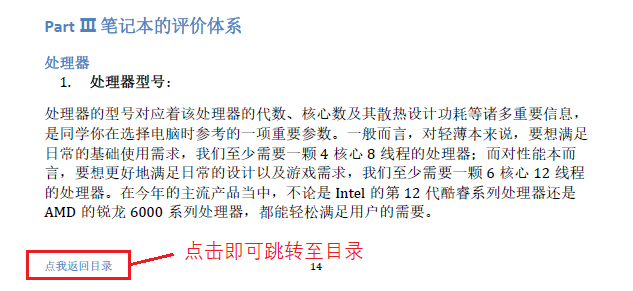 Part Ⅲ 笔记本的评价体系
处理器
1. 处理器型号：
处理器的型号对应着该处理器的代数、核心数及其散热设计功耗等诸多重要信息，
是同学你在选择电脑时参考的一项重要参数。一般而言，对轻薄本来说，要想满足
日常的基础使用需求，我们至少需要一颗 4 核心 8 线程的处理器；而对性能本而
言，要想更好地满足日常的设计以及游戏需求，我们至少需要一颗 6 核心 12 线程
的处理器。在今年的主流产品当中，不论是 Intel 的第 12 代酷睿系列处理器还是
AMD 的锐龙 6000 系列处理器，都能轻松满足用户的需要。
点击即可跳转至目录
点我返回目录
14